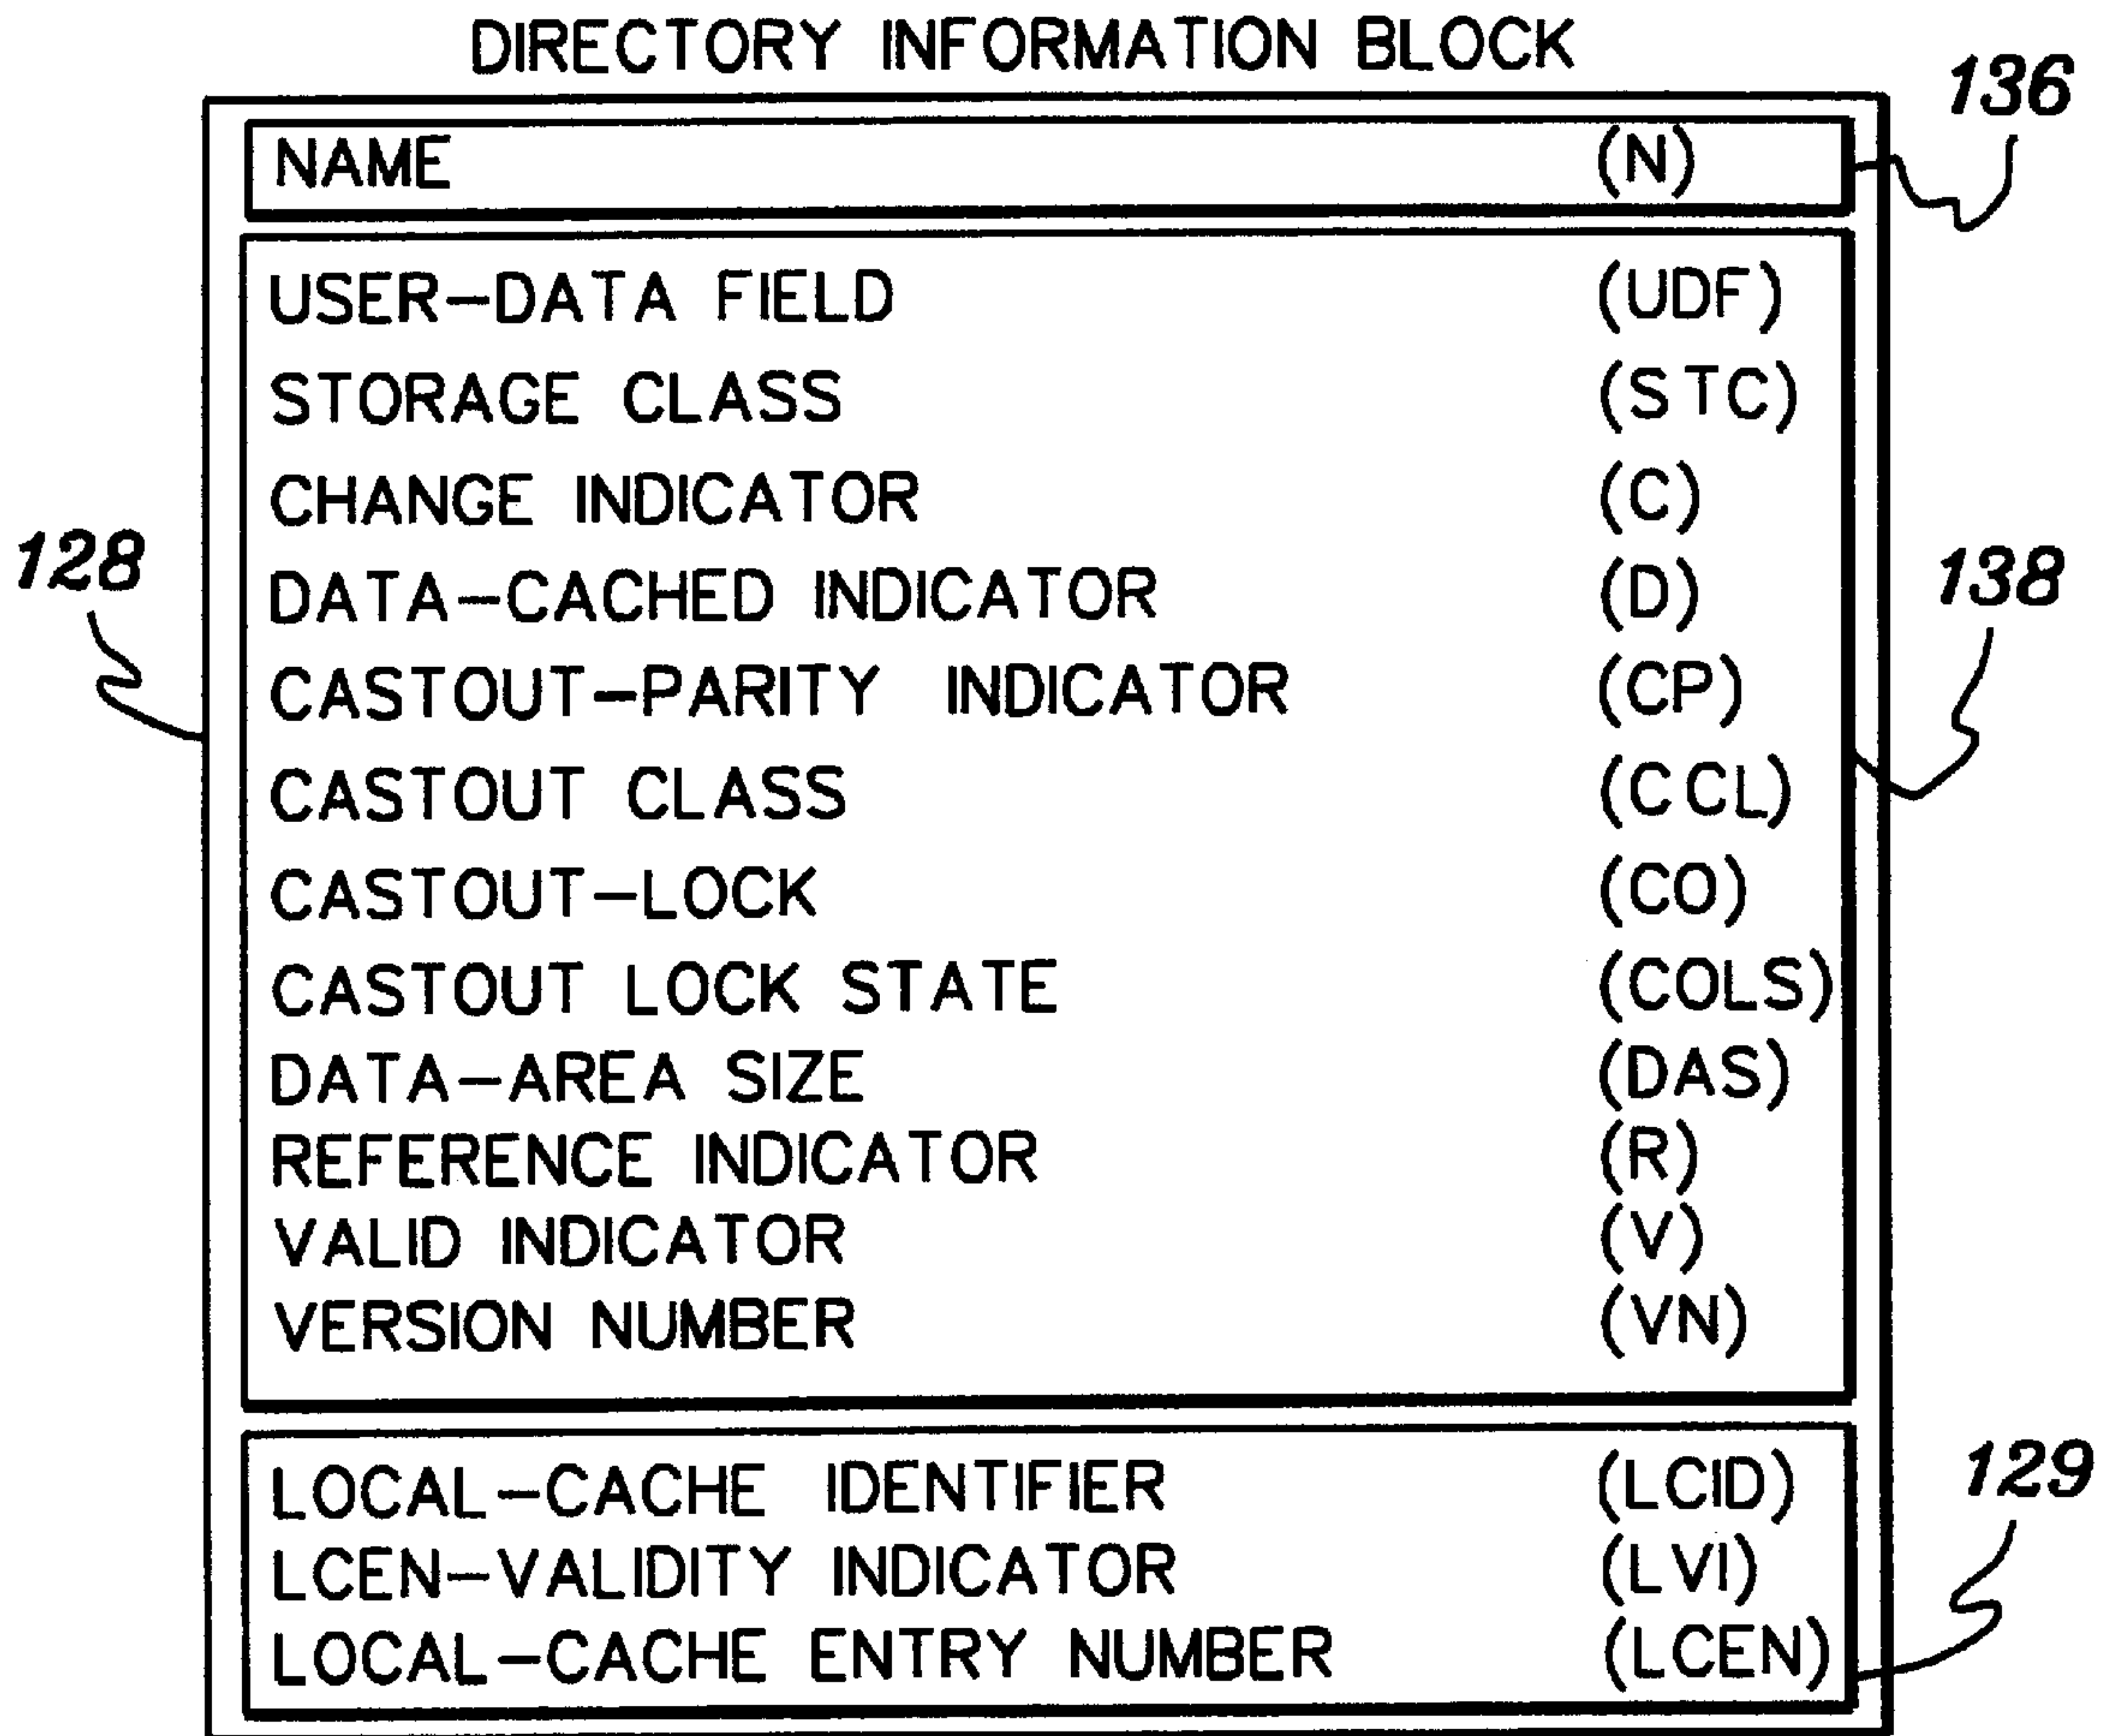 DIRECTORY INFORMATION BLOCK
136
NAME (N)
USER-DATA FIELD (UDF)
STORAGE CLASS (STC)
CHANGE INDICATOR (C)
128
DATA-CACHED INDICATOR (D)
138
CASTOUT-PARITY INDICATOR (CP)
CASTOUT CLASS (CCL)
CASTOUT-LOCK (CO)
CASTOUT LOCK STATE (COLS)
DATA-AREA SIZE (DAS)
REFERENCE INDICATOR (R)
VALID INDICATOR (V)
VERSION NUMBER (VN)
LOCAL-CACHE IDENTIFIER (LCID)
129
LCEN-VALIDITY INDICATOR (LVI)
LOCAL-CACHE ENTRY NUMBER (LCEN)